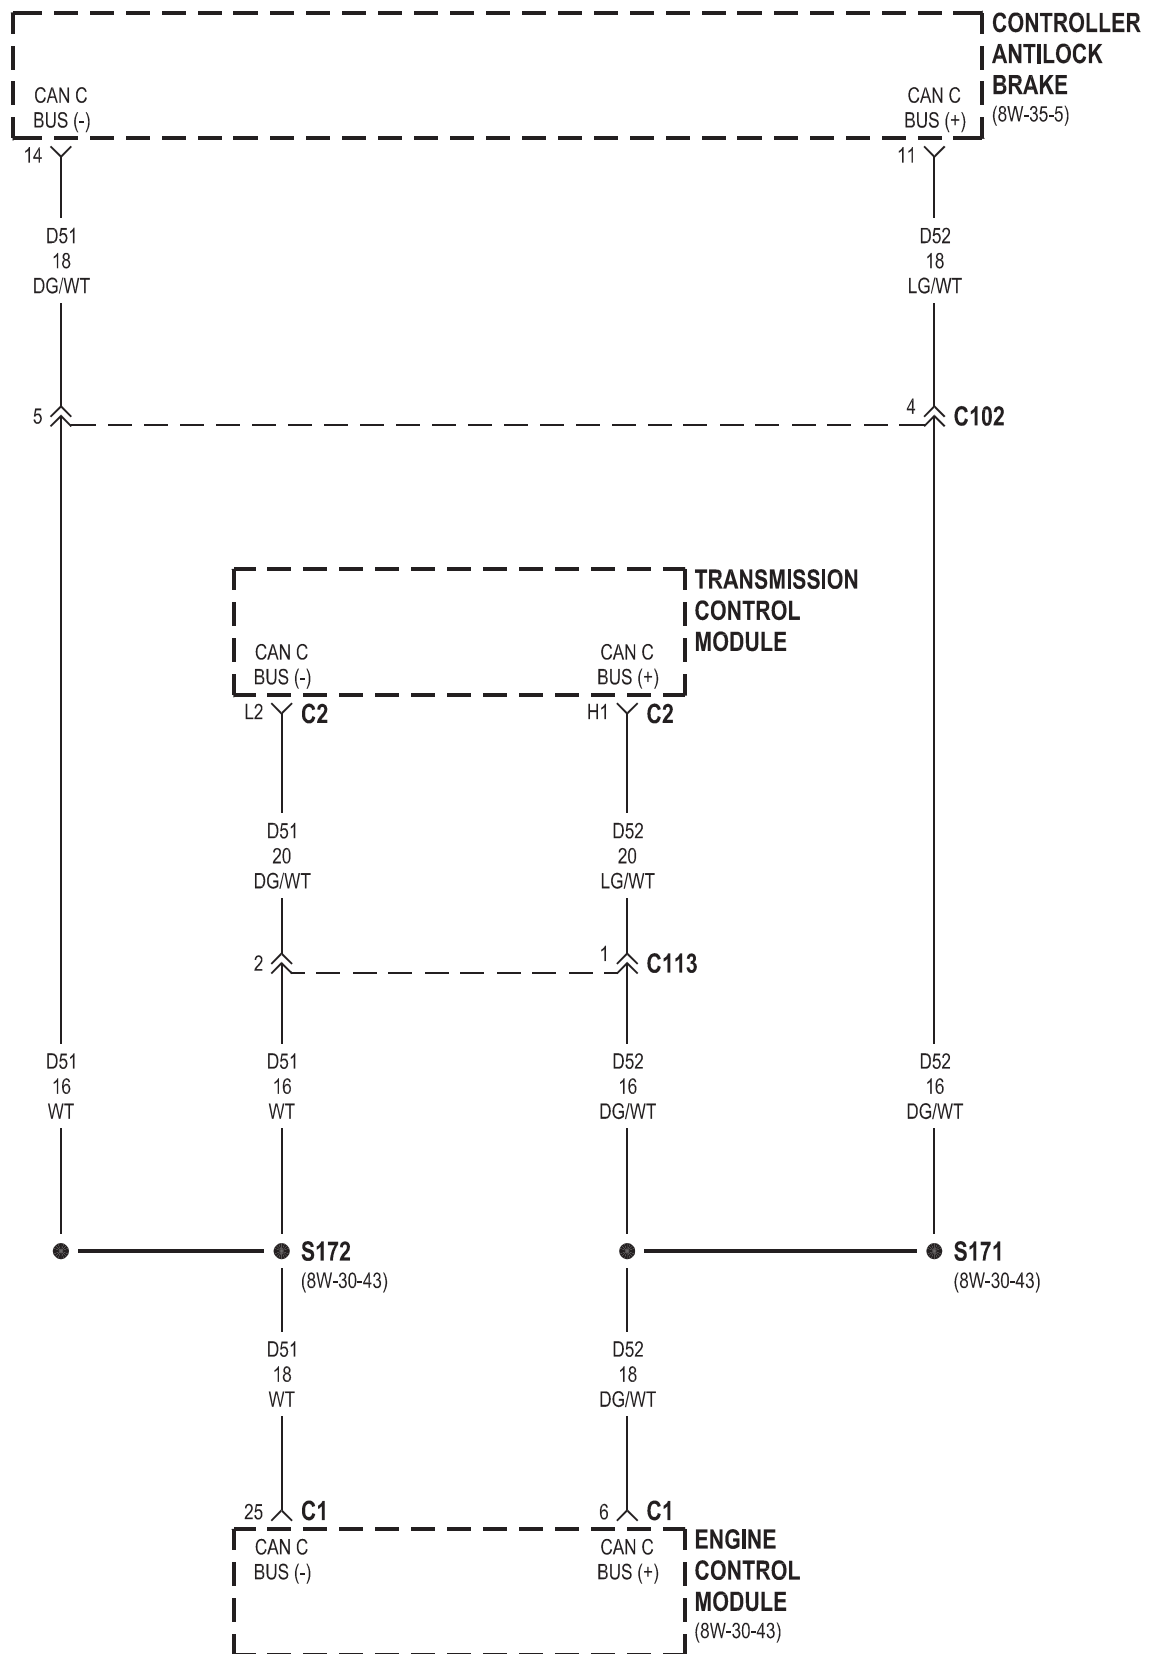 CONTROLLER
ANTILOCK
BRAKE
(8W-35-5)
CAN C
BUS (-)
CAN C
BUS (+)
14
11
D51
18
DG/WT
D52
18
LG/WT
5
4
C102
TRANSMISSION
CONTROL
MODULE
CAN C
BUS (-)
CAN C
BUS (+)
L2
C2
H1
C2
D51
20
DG/WT
D52
20
LG/WT
2
1
C113
D51
16
WT
D51
16
WT
D52
16
DG/WT
D52
16
DG/WT
S172
(8W-30-43)
S171
(8W-30-43)
D51
18
WT
D52
18
DG/WT
25
C1
6
C1
CAN C
BUS (-)
CAN C
BUS (+)
ENGINE
CONTROL
MODULE
(8W-30-43)